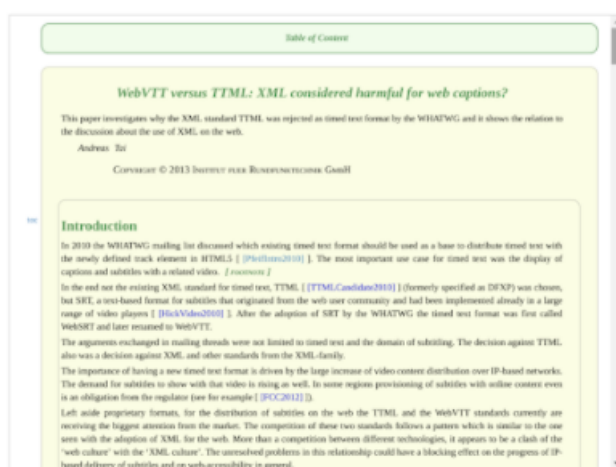 Table of Content
WebVTT versus TTML: XML considered harmful for web captions?
This paper investigates why the XML standard TTML was rejected as timed text format by the WHATWG and it shows the relation to
the discussion about the use of XML on the web.
Andreas Tai
Copyright © 2013 Institut fuer Rundfunktechnik GmbH
toc
Introduction
In 2010 the WHATWG mailing list discussed which existing timed text format should be used as a base to distribute timed text with
the newly defined track element in HTML5 [ [Pfeiffer2010] ]. The most important use case for timed text was the display of
captions and subtitles with a related video. [ footnote ]
In the end not the existing XML standard for timed text, TTML [ [TTMLCandidate2010] ] (formerly specified as DFXP) was chosen,
but SRT, a text-based format for subtitles that originated from the web user community and had been implemented already in a large
range of video players [ [HickVideo2010] ]. After the adoption of SRT by the WHATWG the timed text format was first called
WebSRT and later renamed to WebVTT.
The arguments exchanged in mailing threads were not limited to timed text and the domain of subtitling. The decision against TTML
also was a decision against XML and other standards from the XML-family.
The importance of having a new timed text format is driven by the large increase of video content distribution over IP-based networks.
The demand for subtitles to show with that video is rising as well. In some regions provisioning of subtitles with online content even
is an obligation from the regulator (see for example [ [FCC2012] ]).
Left aside proprietary formats, for the distribution of subtitles on the web the TTML and the WebVTT standards currently are
receiving the biggest attention from the market. The competition of these two standards follows a pattern which is similar to the one
seen with the adoption of XML for the web. More than a competition between different technologies, it appears to be a clash of the
‘web culture’ with the ‘XML culture’. The unresolved problems in this relationship could have a blocking effect on the progress of IP-
based delivery of subtitles and on web-accessibility in general.